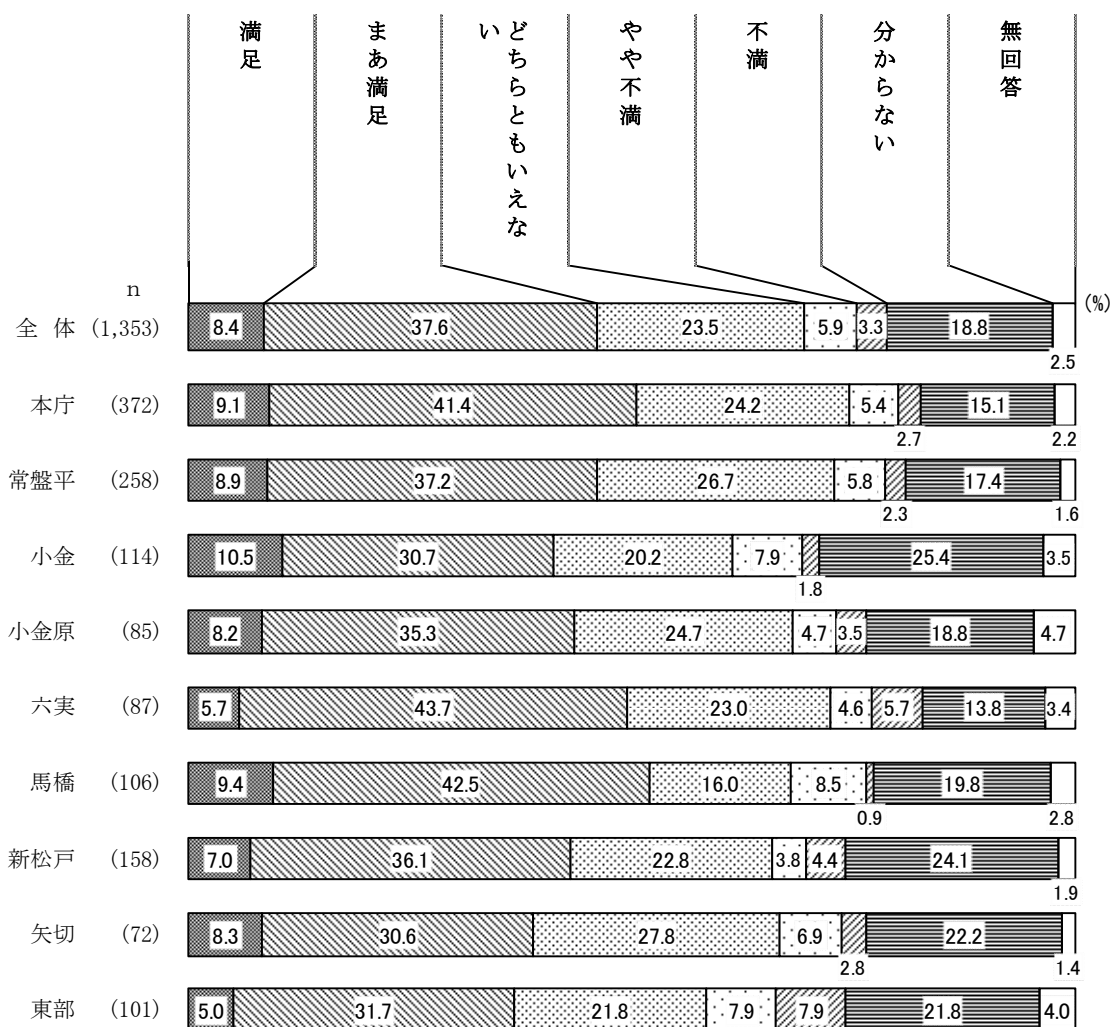 満足
まあ満足
どちらともいえな
い
やや不満
不満
分からない
無回答
n
(%)
全 体 (1,353) 8.4 37.6 23.5 5.9 3.3 18.8 2.5
本庁 (372) 9.1 41.4 24.2 5.4 2.7 15.1 2.2
常盤平 (258) 8.9 37.2 26.7 5.8 2.3 17.4 1.6
小金 (114) 10.5 30.7 20.2 7.9 1.8 25.4 3.5
小金原 (85) 8.2 35.3 24.7 4.7 3.5 18.8 4.7
六実 (87) 5.7 43.7 23.0 4.6 5.7 13.8 3.4
馬橋 (106) 9.4 42.5 16.0 8.5 0.9 19.8 2.8
新松戸 (158) 7.0 36.1 22.8 3.8 4.4 24.1 1.9
矢切 (72) 8.3 30.6 27.8 6.9 2.8 22.2 1.4
東部 (101) 5.0 31.7 21.8 7.9 7.9 21.8 4.0